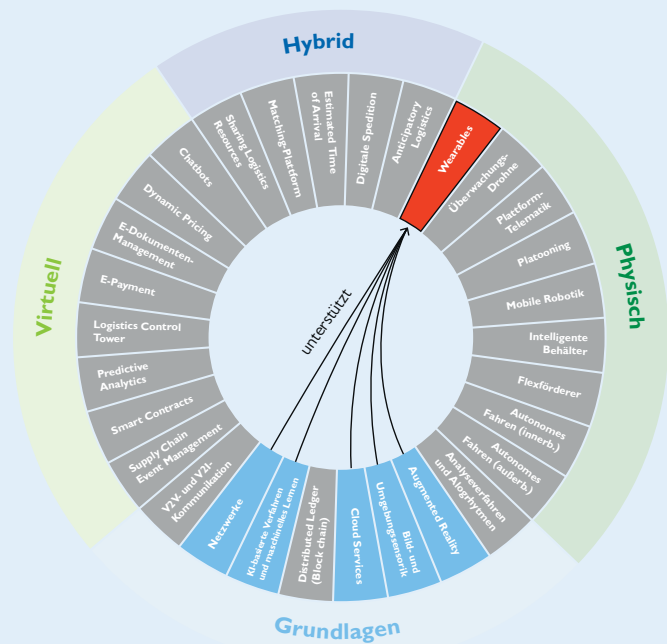 Hybrid
Physisch
Grundlagen
Virtuell
Wearables
Überwachungs-
Drohne
Plattform-
Telematik
Platooning
Mobile Robotik
Intelligente
Behälter
Flexförderer
Autonomes
Fahren (innerb.)
Autonomes
Fahren (außerb.)
Analyseverfahren
und Alogrhytmen
Augmented Reality
Bild- und
Umgebungssensorik
Cloud Services
Distributed Ledger
(Block chain)
KI-basierte Verfahren
und maschinelles Lernen
Netzwerke
V2V- und V2I-
Kommunikation
Supply Chain
Event Management
Smart Contracts
Predictive
Analytics
Logistics Control
Tower
E-Payment
E-Dokumenten-
Management
Dynamic Pricing
Chatbots
Sharing Logistics
Resources
Matching-Plattform
Estimated Time
of Arrival
Digitale Spedition
Anticipatory
Logistics
unterstützt